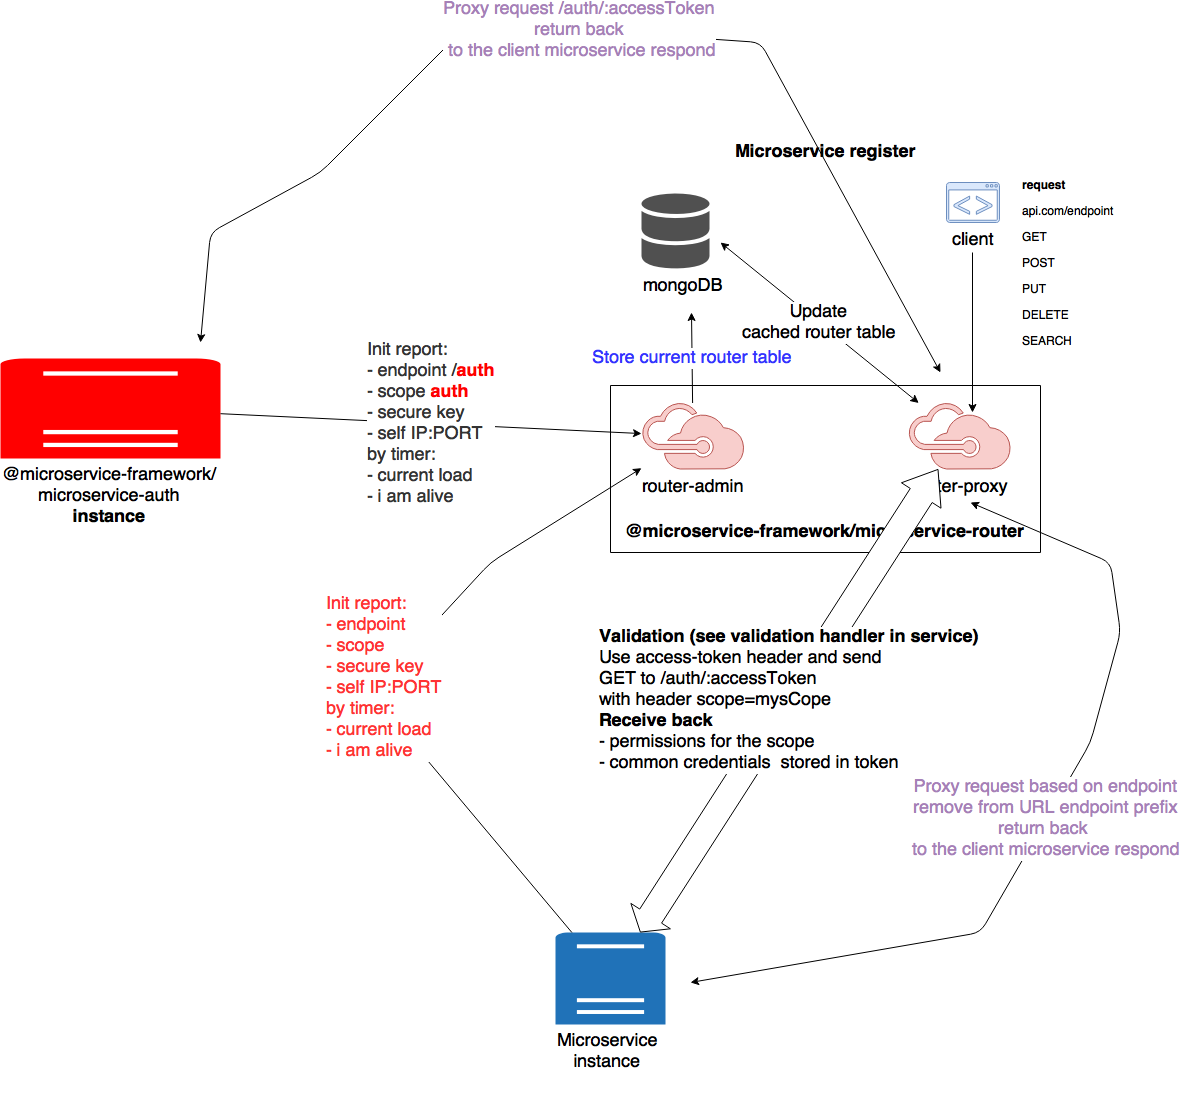 Proxy request /auth/:accessToken
return back
to the client microservice respond
Microservice register
request
api.com/endpoint
GET
POST
PUT
DELETE
SEARCH
client
mongoDB
Update
cached router table
Store current router table
Init report:
- endpoint /auth
- scope auth
- secure key
- self IP:PORT
by timer:
- current load
- i am alive
@microservice-framework/
microservice-auth
instance
router-admin
ter-proxy
@microservice-framework/mic service-router
Init report:
- endpoint
- scope
- secure key
- self IP:PORT
by timer:
- current load
- i am alive
Validation (see validation handler in service)
Use access-token header and send
GET to /auth/:accessToken
with header scope=mysCope
Receive back
- permissions for the scope
- common credentials  stored in token
Proxy request based on endpoint
remove from URL endpoint prefix
return back
to the client microservice respond
Microservice
instance